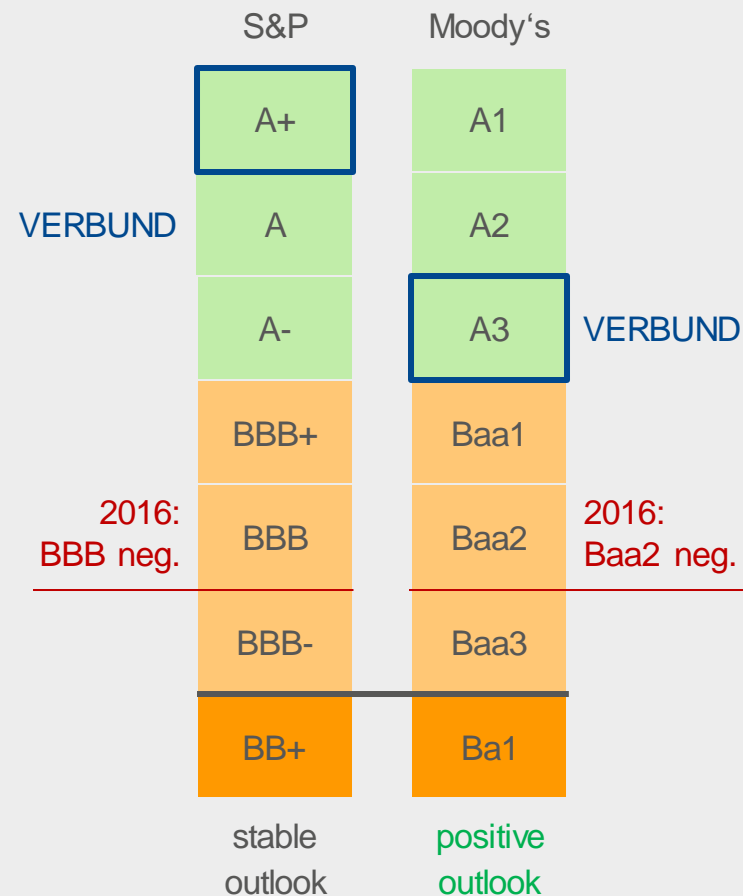 S&P Moody‘s
A+ A1
VERBUND A A2
A- A3 VERBUND
BBB+ Baa1
2016: 2016:
BBB neg. BBB Baa2 Baa2 neg.
BBB- Baa3
BB+ Ba1
stable positive
outlook outlook